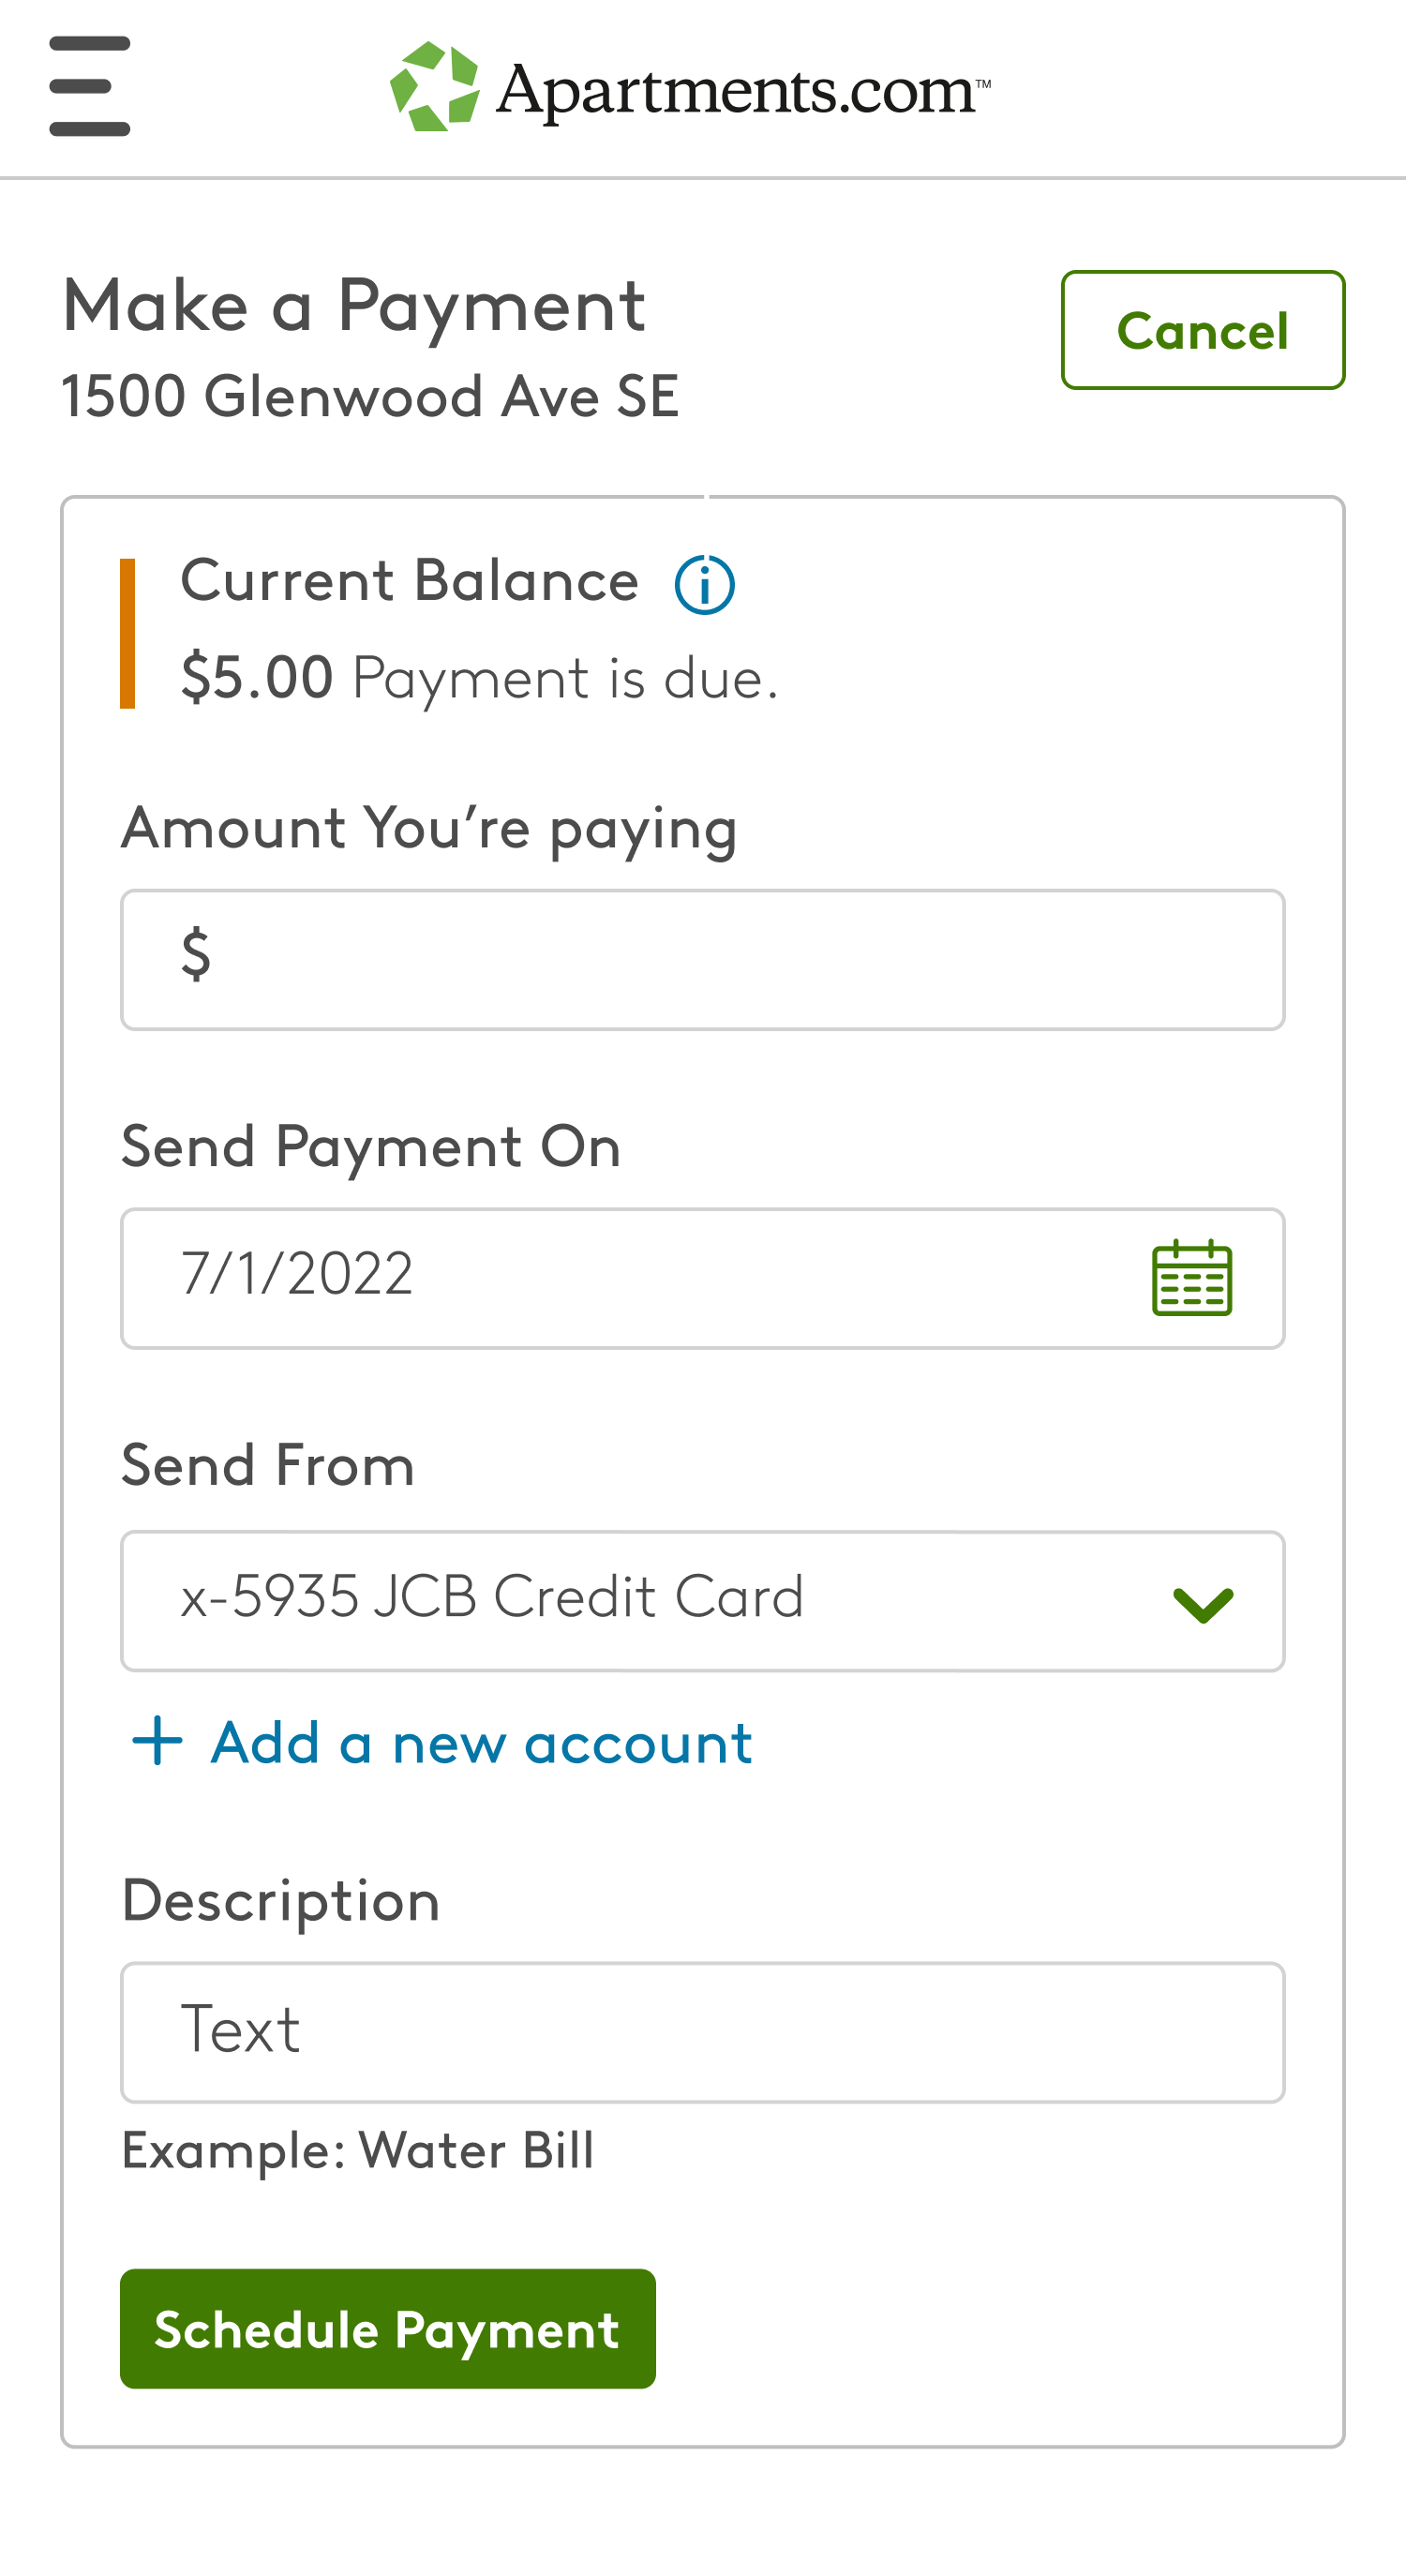 Apartments.com™
Make a Payment
Cancel
1500 Glenwood Ave SE
Current Balance
$5.00 Payment is due.
Amount You’re paying
$
Send Payment On
7/1/2022
Send From
x-5935 JCB Credit Card
+ Add a new account
Description
Text
Example: Water Bill
Schedule Payment